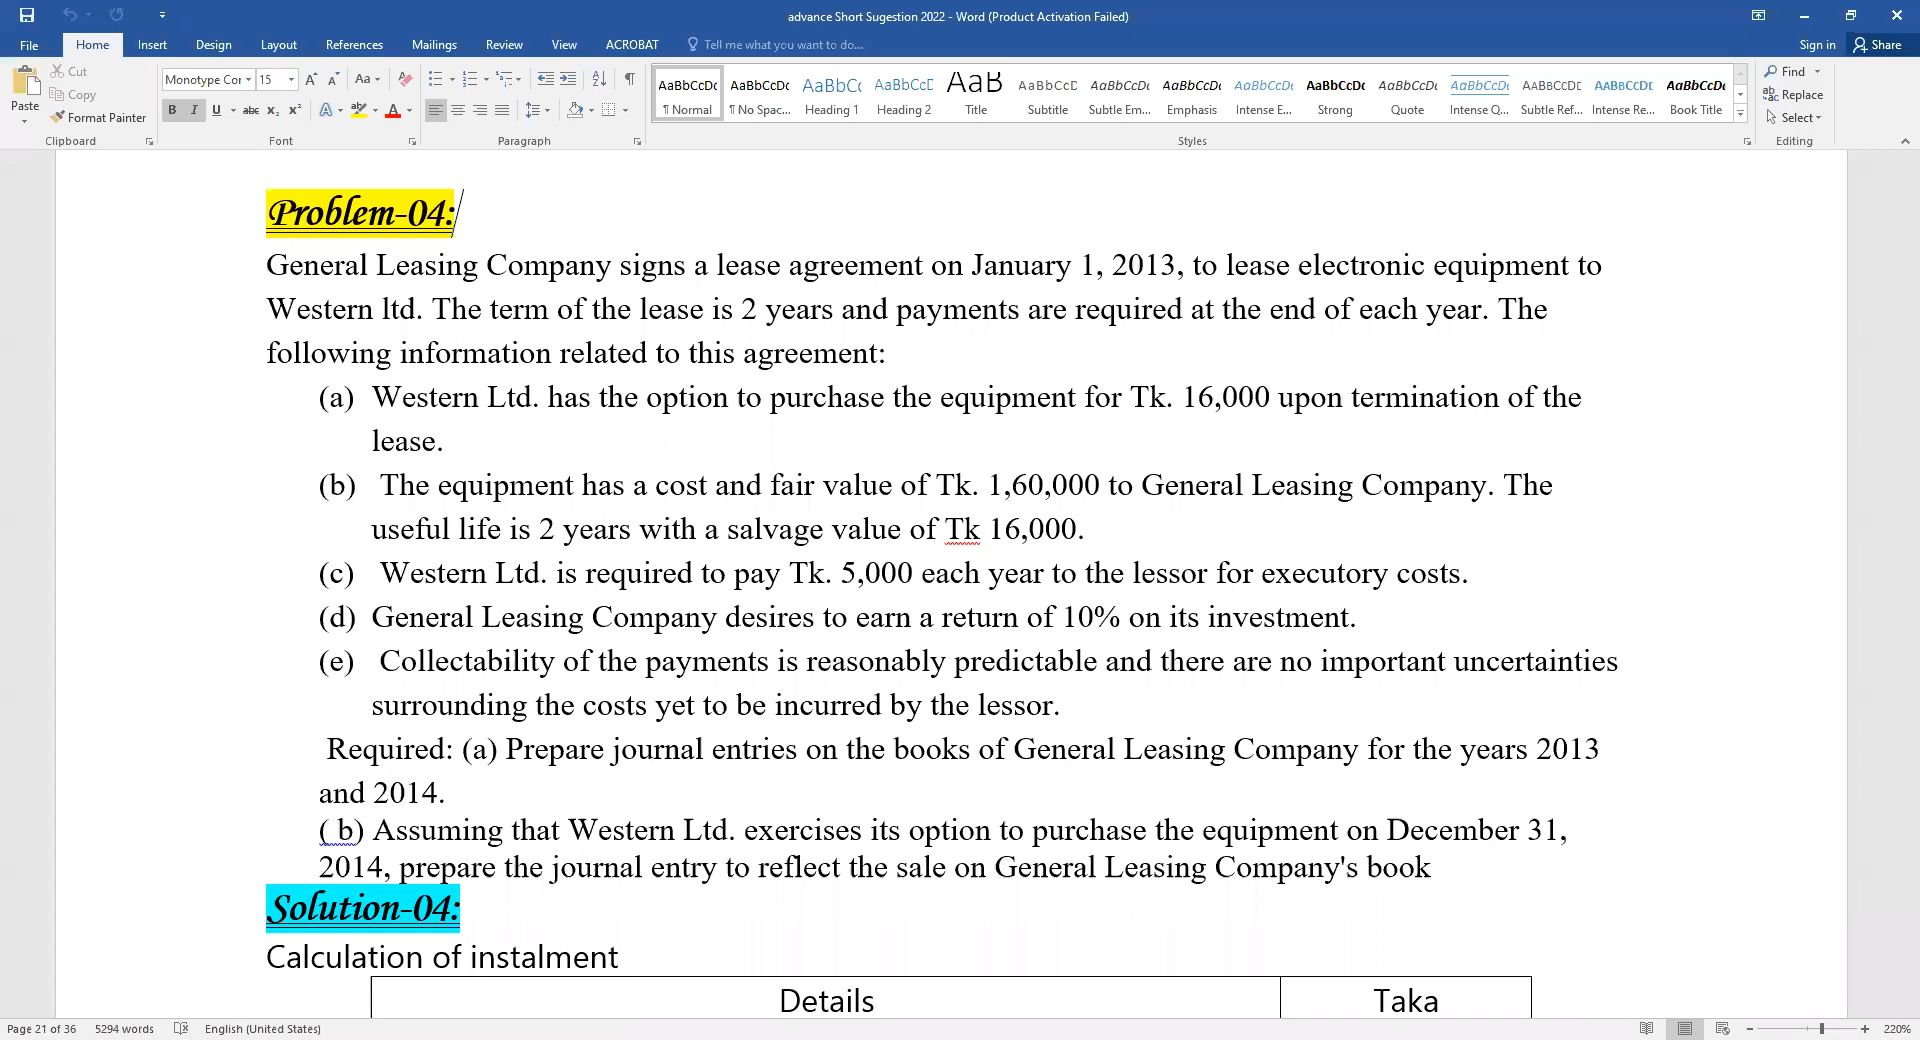 advance Short Sugestion 2022 - Word (Product Activation Failed)
File Home Insert Design Layout References Mailings Review View ACROBAT Tell me what you want to do... Sign in Share
Paste Cut Copy Format Painter
Clipboard
Monotype Cor 15
Font
Paragraph
AaBbCcDc AaBbCcDc AaBbCc AaBbCcD AaB AaBbCcD AaBbCcDc AaBbCcDc AaBbCcDc AaBbCcDc AaBbCcDc AaBbCcDc AABBCCDC AABBCCDC AaBbCcDc
¶ Normal ¶ No Spac... Heading 1 Heading 2 Title Subtitle Subtle Em... Emphasis Intense E... Strong Quote Intense Q... Subtle Ref... Intense Re... Book Title
Styles
Find
Replace
Select
Editing
Problem-04:
General Leasing Company signs a lease agreement on January 1, 2013, to lease electronic equipment to
Western ltd. The term of the lease is 2 years and payments are required at the end of each year. The
following information related to this agreement:
(a) Western Ltd. has the option to purchase the equipment for Tk. 16,000 upon termination of the
lease.
(b) The equipment has a cost and fair value of Tk. 1,60,000 to General Leasing Company. The
useful life is 2 years with a salvage value of Tk 16,000.
(c) Western Ltd. is required to pay Tk. 5,000 each year to the lessor for executory costs.
(d) General Leasing Company desires to earn a return of 10% on its investment.
(e) Collectability of the payments is reasonably predictable and there are no important uncertainties
surrounding the costs yet to be incurred by the lessor.
Required: (a) Prepare journal entries on the books of General Leasing Company for the years 2013
and 2014.
( b) Assuming that Western Ltd. exercises its option to purchase the equipment on December 31,
2014, prepare the journal entry to reflect the sale on General Leasing Company's book
Solution-04:
Calculation of instalment
Details Taka
Page 21 of 36 5294 words English (United States) 220%